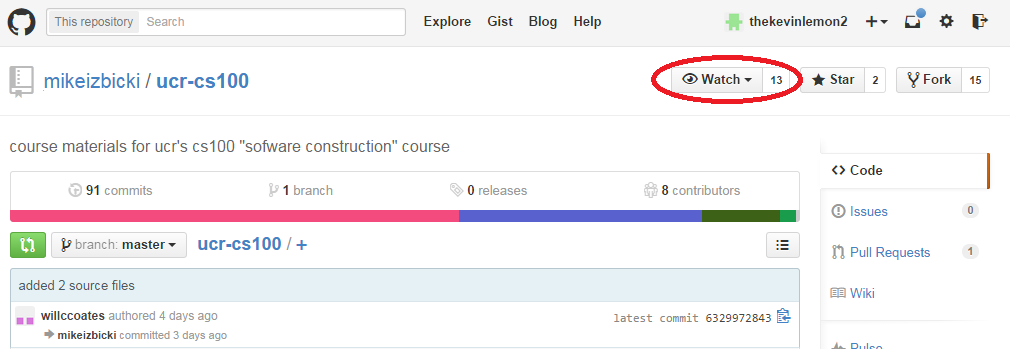 This repository Search Explore Gist Blog Help thekevinlemon2
mikeizbicki / ucr-cs100 Watch 13 Star 2 Fork 15
course materials for ucr's cs100 "sofware construction" course
Code
91 commits 1 branch 0 releases 8 contributors
Issues 0
branch: master ucr-cs100 / +
Pull Requests 1
added 2 source files
Wiki
willccoates authored 4 days ago latest commit 6329972843
mikeizbicki committed 3 days ago
Pulse